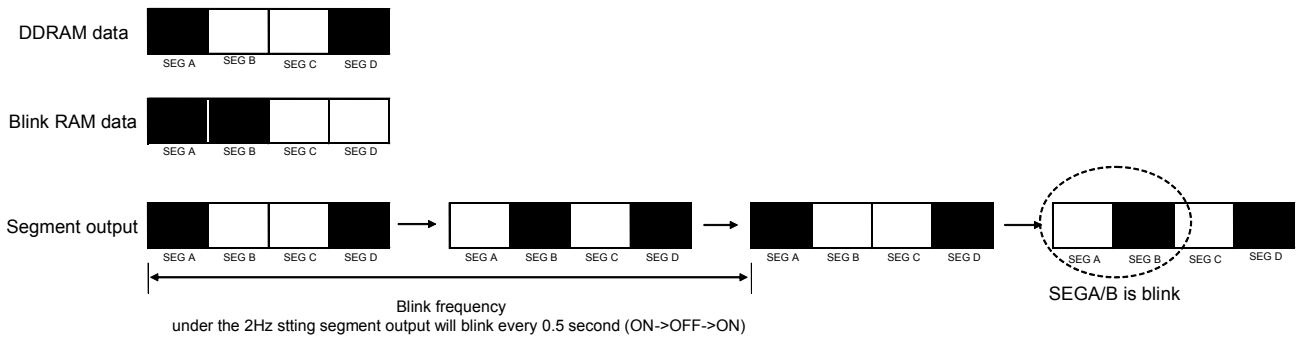 DDRAM data
SEG A SEG B SEG C SEG D
Blink RAM data
SEG A SEG B SEG C SEG D
Segment output
SEG A SEG B SEG C SEG D SEG A SEG B SEG C SEG D SEG A SEG B SEG C SEG D SEG A SEG B SEG C SEG D
Blink frequency
under the 2Hz stting segment output will blink every 0.5 second (ON->OFF->ON)
SEGA/B is blink